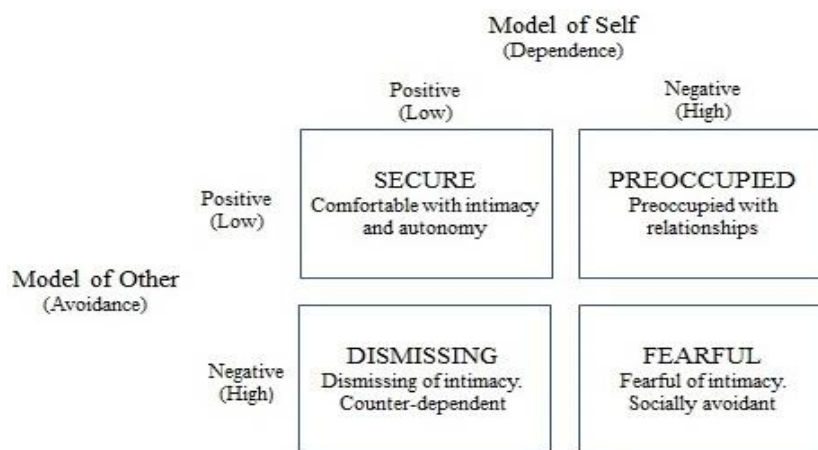 Model of Self
(Dependence)
Positive
(Low)
Negative
(High)
Positive
(Low)
SECURE
Comfortable with intimacy
and autonomy
PREOCCUPIED
Preoccupied with
relationships
Model of Other
(Avoidance)
Negative
(High)
DISMISSING
Dismissing of intimacy.
Counter-dependent
FEARFUL
Fearful of intimacy.
Socially avoidant